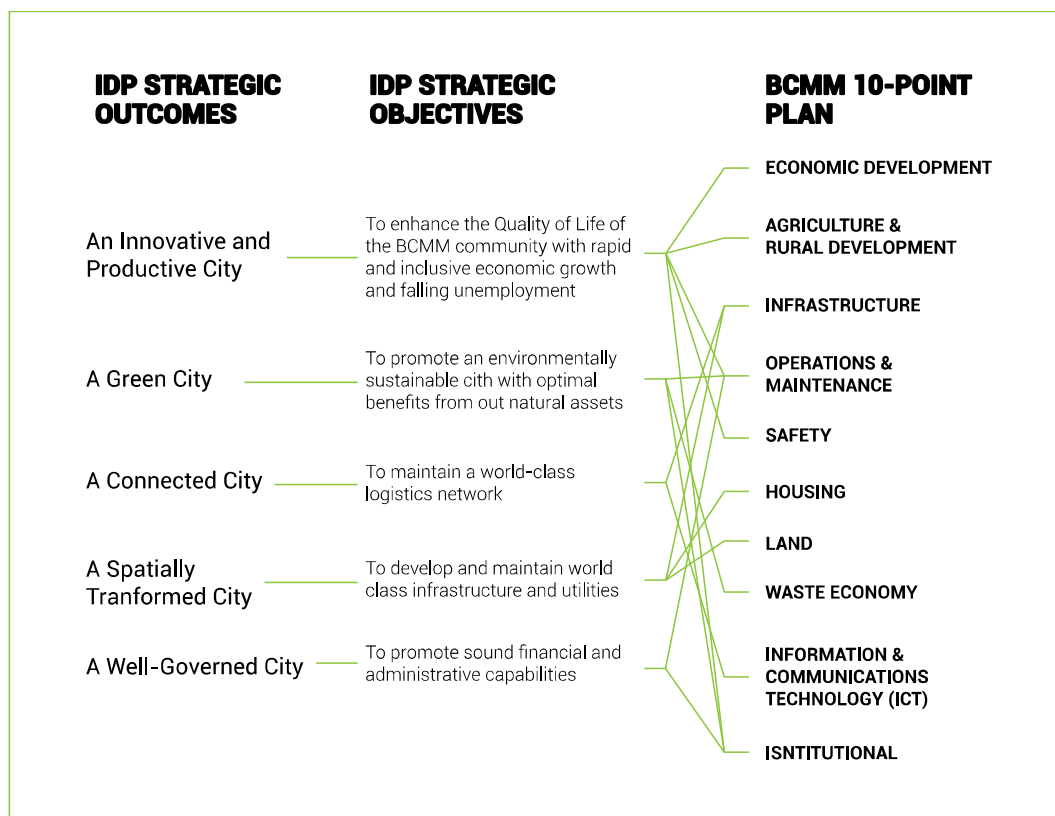 IDP STRATEGIC
OUTCOMES
An Innovative and
Productive City
A Green City
A Connected City
A Spatially
Tranformed City
A Well-Governed City
IDP STRATEGIC
OBJECTIVES
To enhance the Quality of Life of
the BCMM community with rapid
and inclusive economic growth
and falling unemployment
To promote an environmentally
sustainable cith with optimal
benefits from out natural assets
To maintain a world-class
logistics network
To develop and maintain world
class infrastructure and utilities
To promote sound financial and
administrative capabilities
BCMM 10-POINT
PLAN
ECONOMIC DEVELOPMENT
AGRICULTURE &
RURAL DEVELOPMENT
INFRASTRUCTURE
OPERATIONS &
MAINTENANCE
SAFETY
HOUSING
LAND
WASTE ECONOMY
INFORMATION &
COMMUNICATIONS
TECHNOLOGY (ICT)
ISNTITUTIONAL